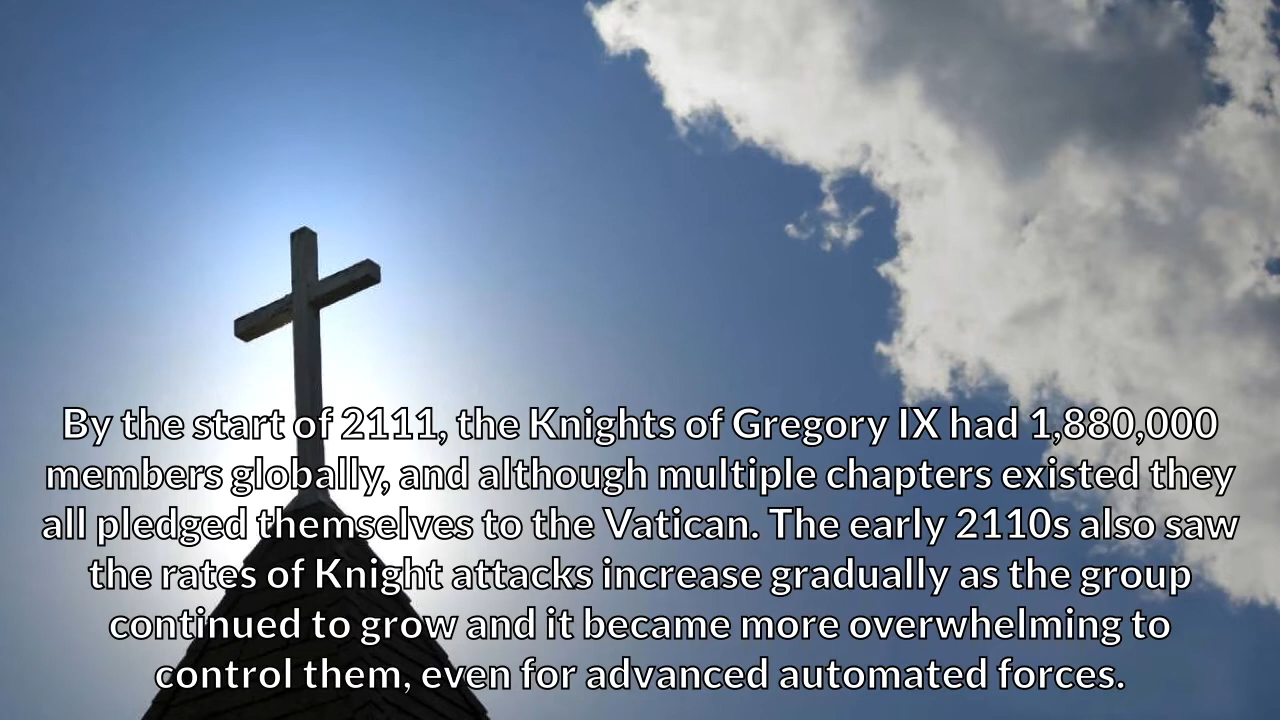 By the start of 2111, the Knights of Gregory IX had 1,880,000
members globally, and although multiple chapters existed they
all pledged themselves to the Vatican. The early 2110s also saw
the rates of Knight attacks increase gradually as the group
continued to grow and it became more overwhelming to
control them, even for advanced automated forces.